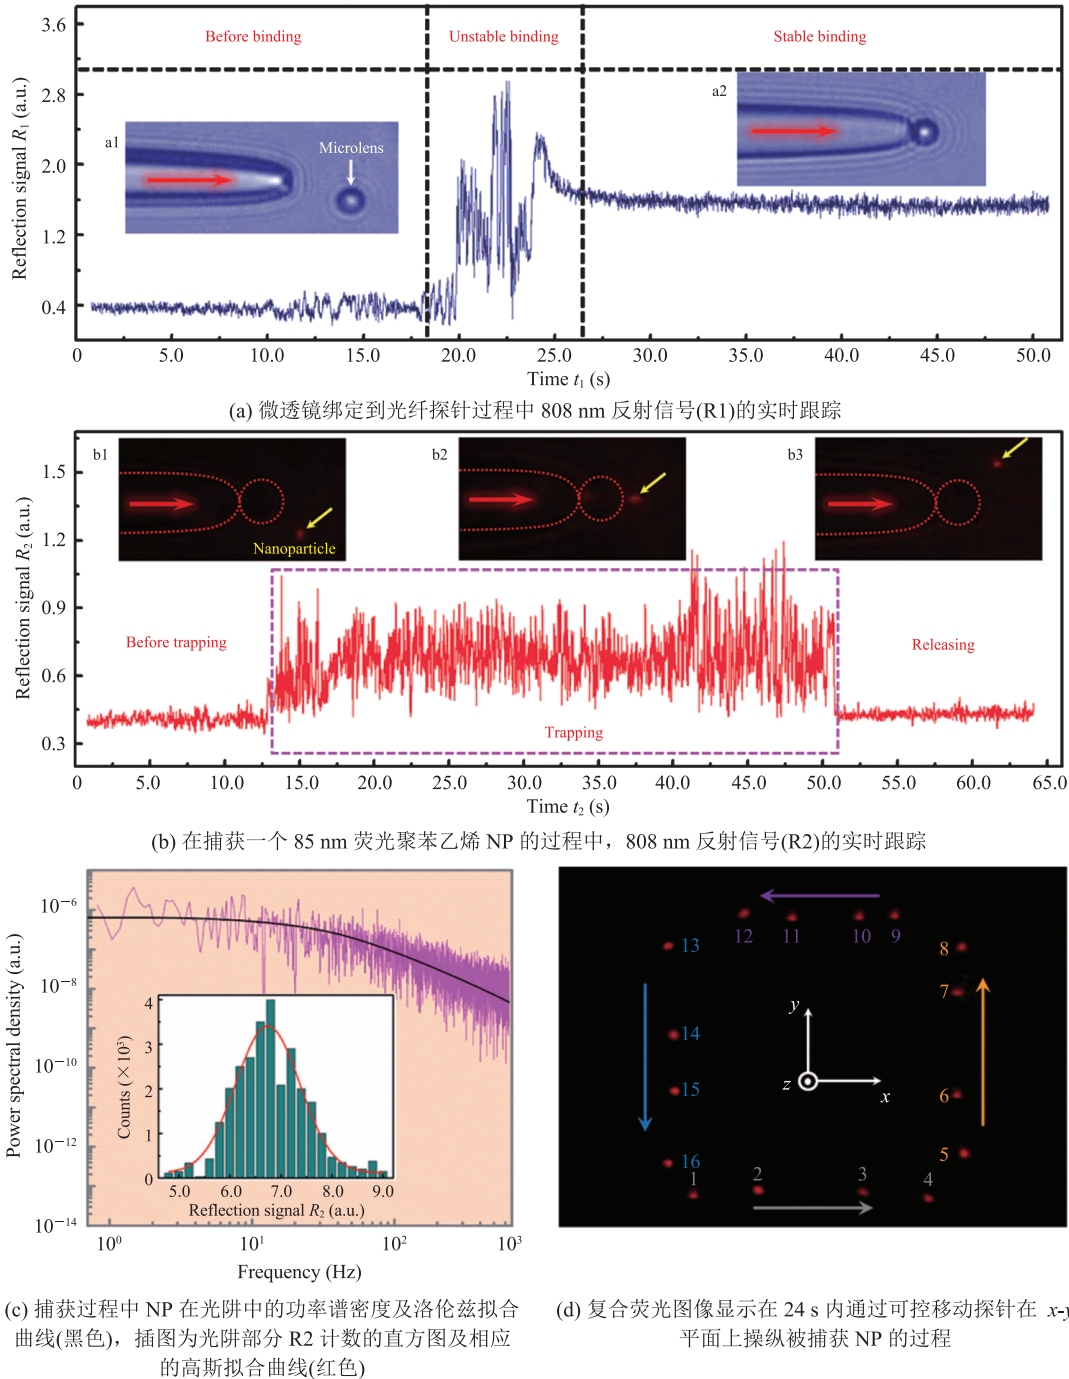 3.6
Before binding
Unstable binding
Stable binding
2.8
a1
Microlens
a2
2.0
1.2
0.4
Reflection signal R₁ (a.u.)
0 5.0 10.0 15.0 20.0 25.0 30.0 35.0 40.0 45.0 50.0
Time t₁ (s)
(a) 微透镜绑定到光纤探针过程中 808 nm 反射信号(R1)的实时跟踪
b1
b2
b3
1.5
Nanoparticle
1.2
0.9
Before trapping
Releasing
0.6
Trapping
0.3
Reflection signal R₂ (a.u.)
0 5.0 10.0 15.0 20.0 25.0 30.0 35.0 40.0 45.0 50.0 55.0 60.0 65.0
Time t₂ (s)
(b) 在捕获一个 85 nm 荧光聚苯乙烯 NP 的过程中，808 nm 反射信号(R2)的实时跟踪
10⁻⁶
10⁻⁸
10⁻¹⁰
10⁻¹²
10⁻¹⁴
Power spectral density (a.u.)
4
3
2
1
0
Counts (×10³)
5.0 6.0 7.0 8.0 9.0
Reflection signal R₂ (a.u.)
10⁰ 10¹ 10² 10³
Frequency (Hz)
12 11 10 9
13
8
7
14
y
15
z
x
6
5
16
1 2 3 4
(c) 捕获过程中 NP 在光阱中的功率谱密度及洛伦兹拟合
曲线(黑色)，插图为光阱部分 R2 计数的直方图及相应
的高斯拟合曲线(红色)
(d) 复合荧光图像显示在 24 s 内通过可控移动探针在 x-y
平面上操纵被捕获 NP 的过程